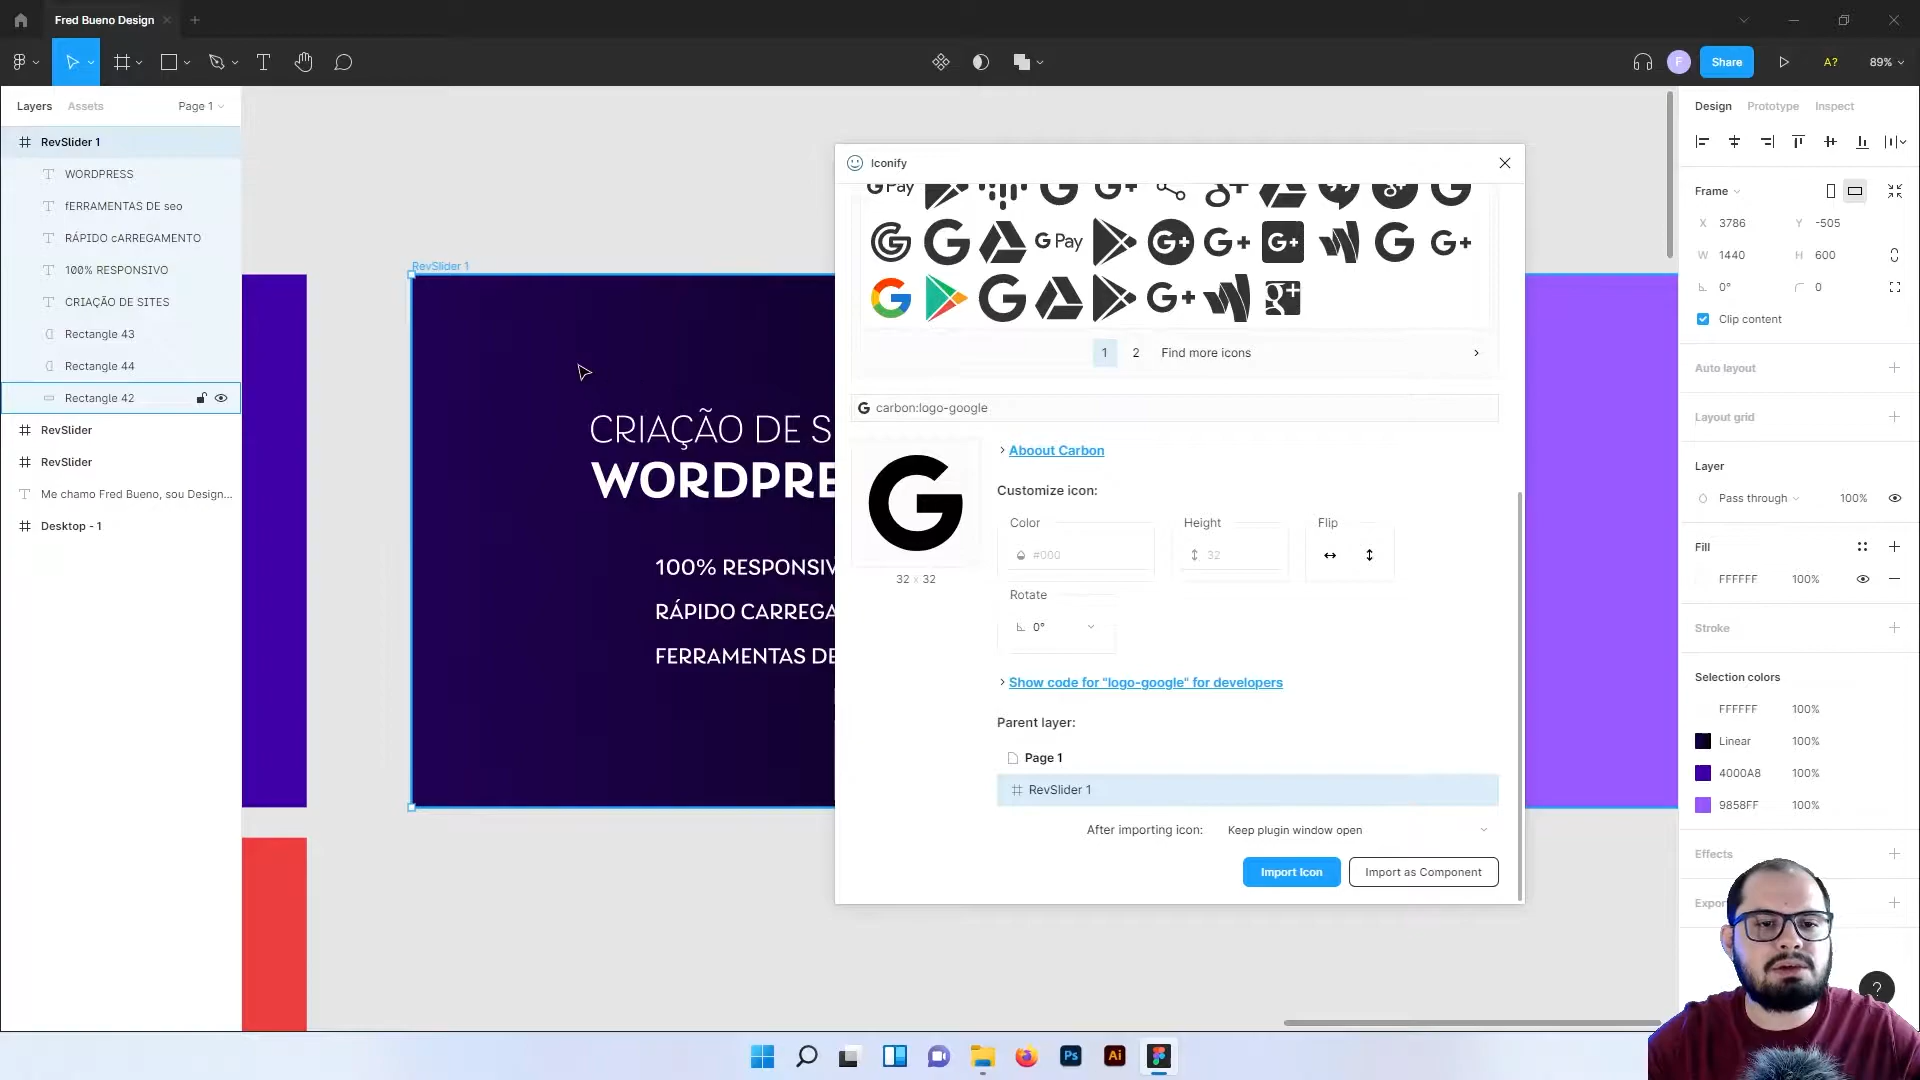 Fred Bueno Design
Share
F
A?
89%
Layers
Assets
Page 1
RevSlider 1
WORDPRESS
fERRAMENTAS DE seo
RÁPIDO cARREGAMENTO
100% RESPONSIVO
CRIAÇÃO DE SITES
Rectangle 43
Rectangle 44
Rectangle 42
RevSlider
RevSlider
Me chamo Fred Bueno, sou Design...
Desktop - 1
RevSlider 1
CRIAÇÃO DE S
WORDPRE
100% RESPONSIV
RÁPIDO CARREGA
FERRAMENTAS DE
Iconify
G Pay
G Pay
1
2
Find more icons
carbon:logo-google
32 x 32
Aboout Carbon
Customize icon:
Color
#000
Height
32
Flip
Rotate
0°
Show code for "logo-google" for developers
Parent layer:
Page 1
RevSlider 1
After importing icon:
Keep plugin window open
Import Icon
Import as Component
Design
Prototype
Inspect
Frame
X 3786
Y -505
W 1440
H 600
0°
0
Clip content
Auto layout
Layout grid
Layer
Pass through
100%
Fill
FFFFFF
100%
Stroke
Selection colors
FFFFFF
100%
Linear
100%
4000A8
100%
9858FF
100%
Effects
Expor
?
Ps
Ai